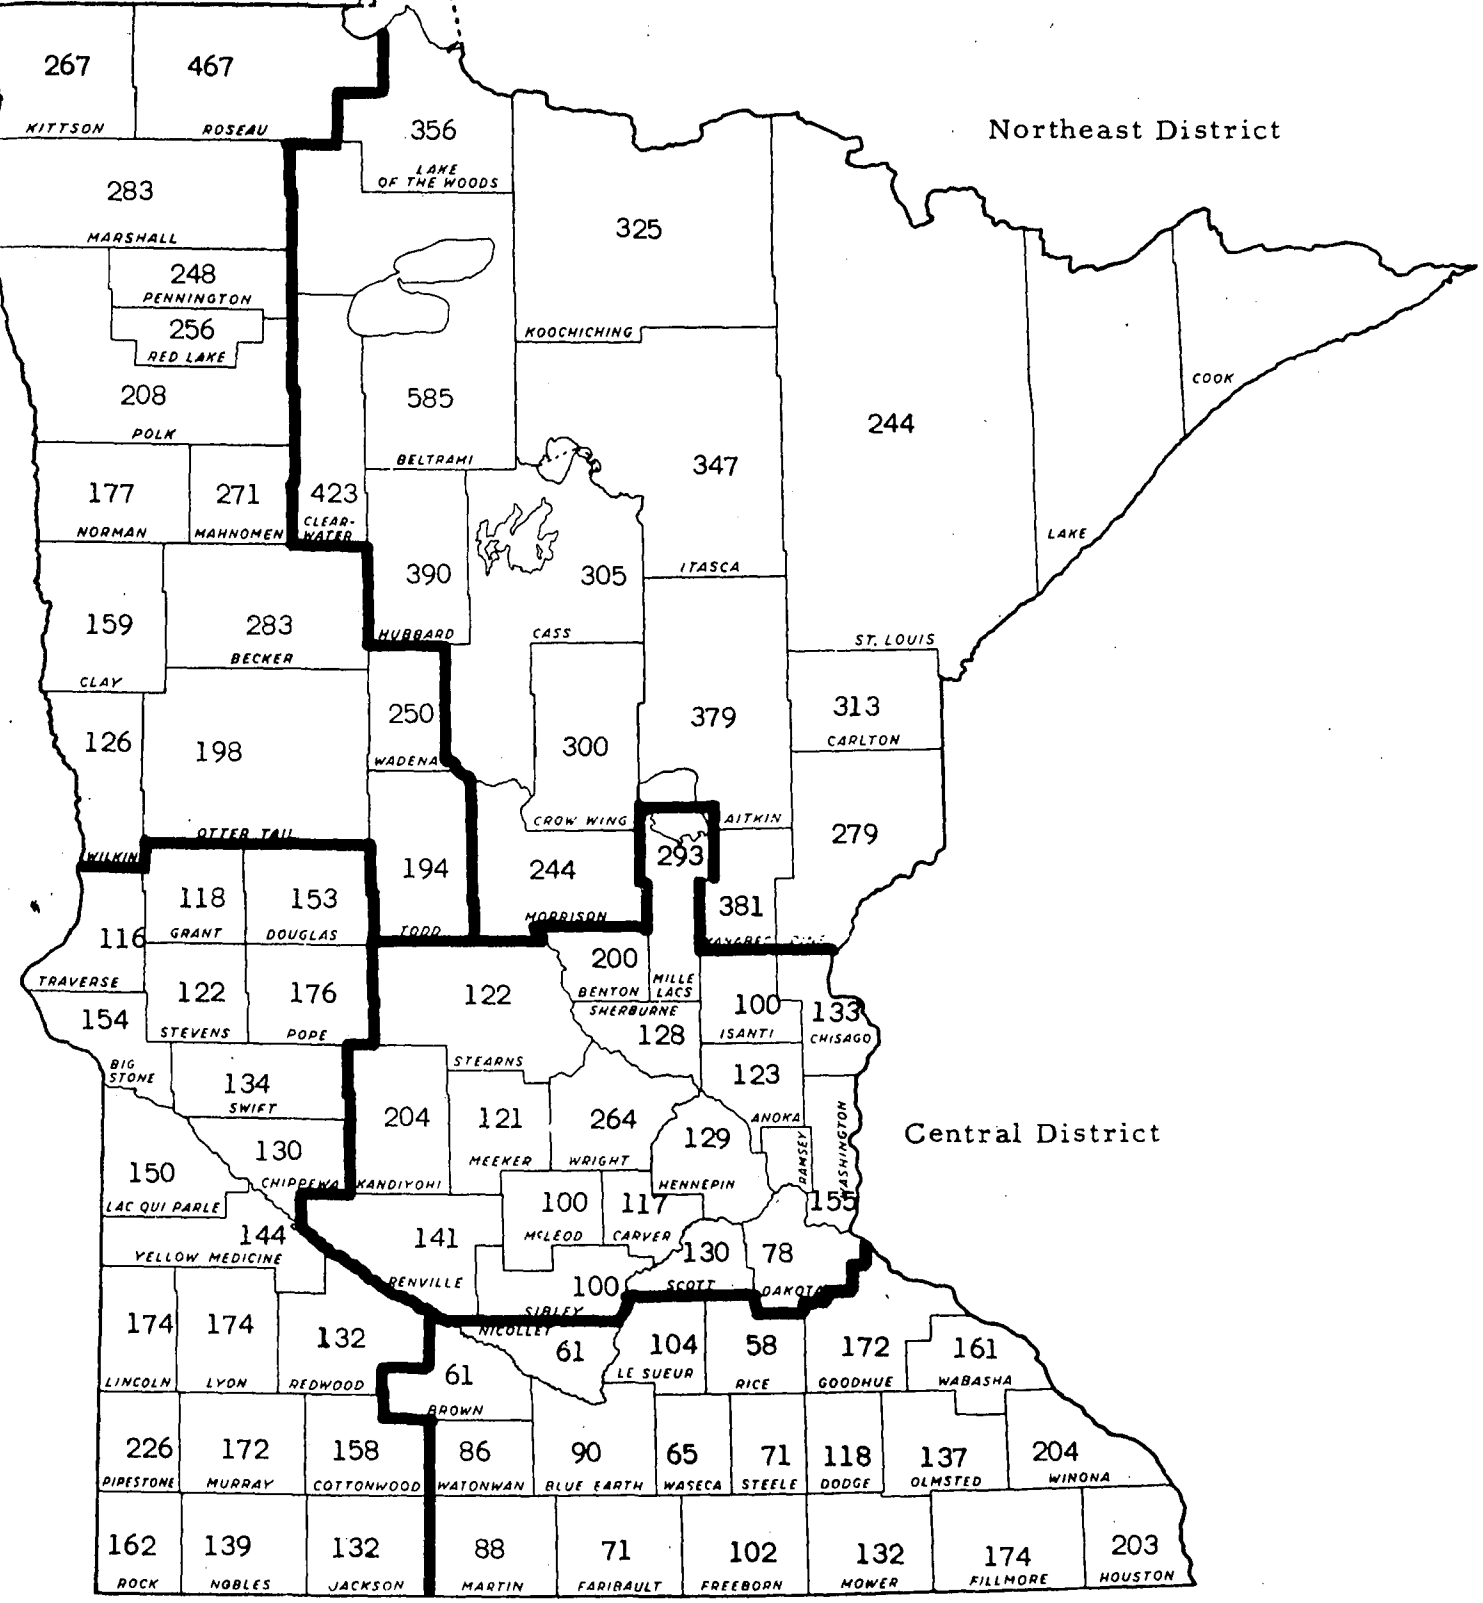 267
467
KITTSON
ROSEAU
356
LAKE
OF THE WOODS
Northeast District
283
MARSHALL
325
248
PENNINGTON
256
RED LAKE
KOOCHICHING
208
POLK
585
BELTRAMI
COOK
244
347
177
NORMAN
271
MAHNOMEN
423
CLEAR-
WATER
LAKE
390
HUBBARD
305
CASS
ITASCA
159
CLAY
283
BECKER
ST. LOUIS
250
WADENA
379
AITKIN
313
CARLTON
126
WILKIN
198
OTTER TAIL
300
CROW WING
279
194
TODD
244
MORRISON
293
MILLE
LACS
381
KANABEC
PINE
118
GRANT
153
DOUGLAS
116
TRAVERSE
122
STEVENS
176
POPE
122
STEARNS
200
BENTON
SHERBURNE
128
100
ISANTI
133
CHISAGO
154
BIG
STONE
134
SWIFT
204
KANDIYOHI
121
MEEKER
264
WRIGHT
123
ANOKA
129
HENNEPIN
RAMSEY
WASHINGTON
155
Central District
130
CHIPPEWA
150
LAC QUI PARLE
144
YELLOW MEDICINE
141
RENVILLE
100
McLEOD
117
CARVER
130
SCOTT
78
DAKOTA
100
SIBLEY
NICOLLET
61
174
LINCOLN
174
LYON
132
REDWOOD
61
BROWN
104
LE SUEUR
58
RICE
172
GOODHUE
161
WABASHA
226
PIPESTONE
172
MURRAY
158
COTTONWOOD
86
WATONWAN
90
BLUE EARTH
65
WASECA
71
STEELE
118
DODGE
137
OLMSTED
204
WINONA
162
ROCK
139
NOBLES
132
JACKSON
88
MARTIN
71
FARIBAULT
102
FREEBORN
132
MOWER
174
FILLMORE
203
HOUSTON